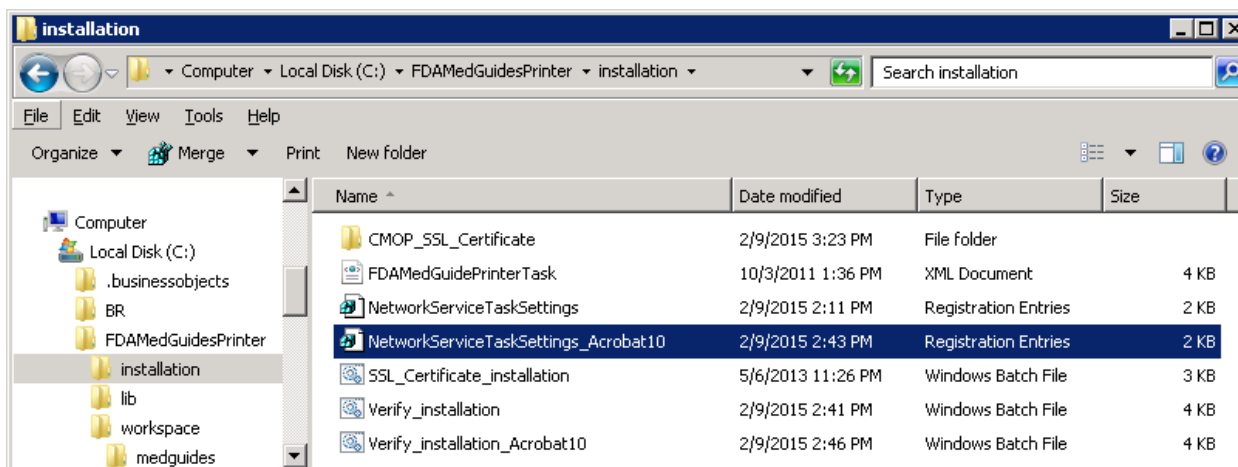 installation
Computer Local Disk (C:) FDAMedGuidesPrinter installation Search installation
File Edit View Tools Help
Organize Merge Print New folder
Name Date modified Type Size
Computer
Local Disk (C:)
.businessobjects
BR
FDAMedGuidesPrinter
installation
lib
workspace
medguides
CMOP_SSL_Certificate 2/9/2015 3:23 PM File folder
FDAMedGuidePrinterTask 10/3/2011 1:36 PM XML Document 4 KB
NetworkServiceTaskSettings 2/9/2015 2:11 PM Registration Entries 2 KB
NetworkServiceTaskSettings_Acrobat10 2/9/2015 2:43 PM Registration Entries 2 KB
SSL_Certificate_installation 5/6/2013 11:26 PM Windows Batch File 3 KB
Verify_installation 2/9/2015 2:41 PM Windows Batch File 4 KB
Verify_installation_Acrobat10 2/9/2015 2:46 PM Windows Batch File 4 KB